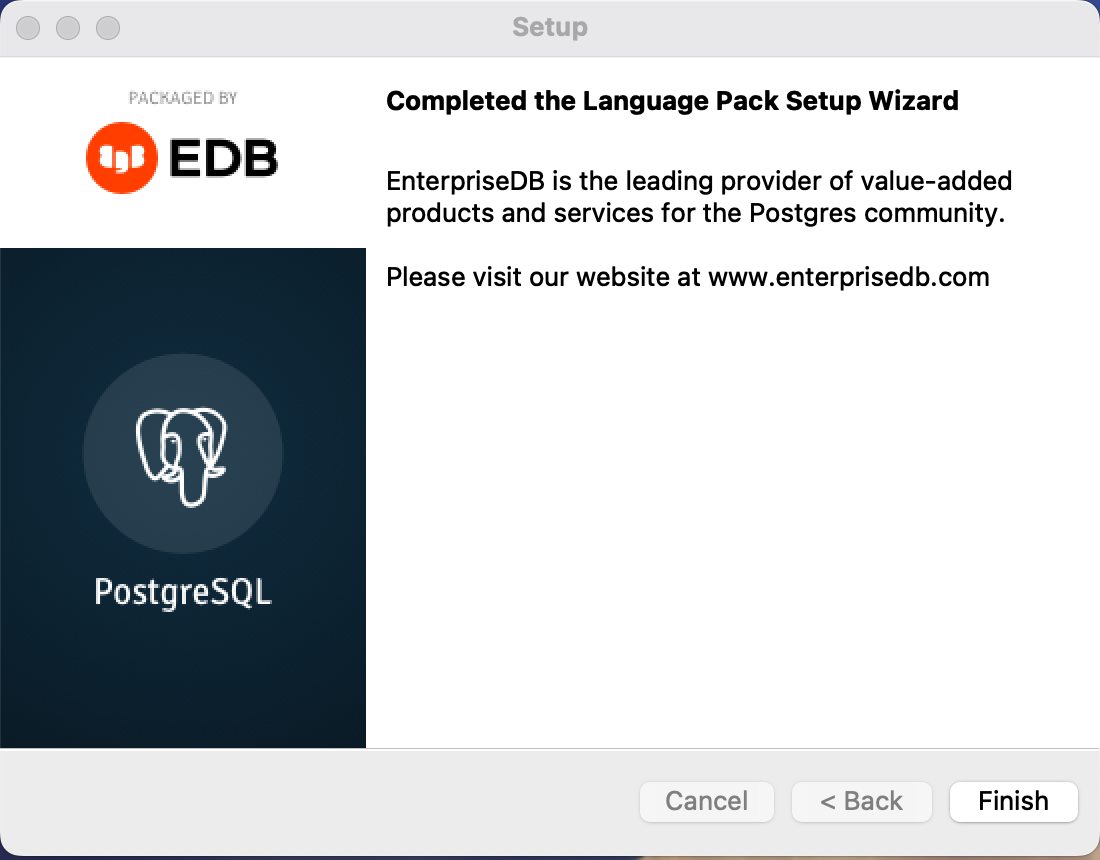 Setup
PACKAGED BY
EDB
PostgreSQL
Completed the Language Pack Setup Wizard
EnterpriseDB is the leading provider of value-added
products and services for the Postgres community.
Please visit our website at www.enterprisedb.com
Cancel
< Back
Finish